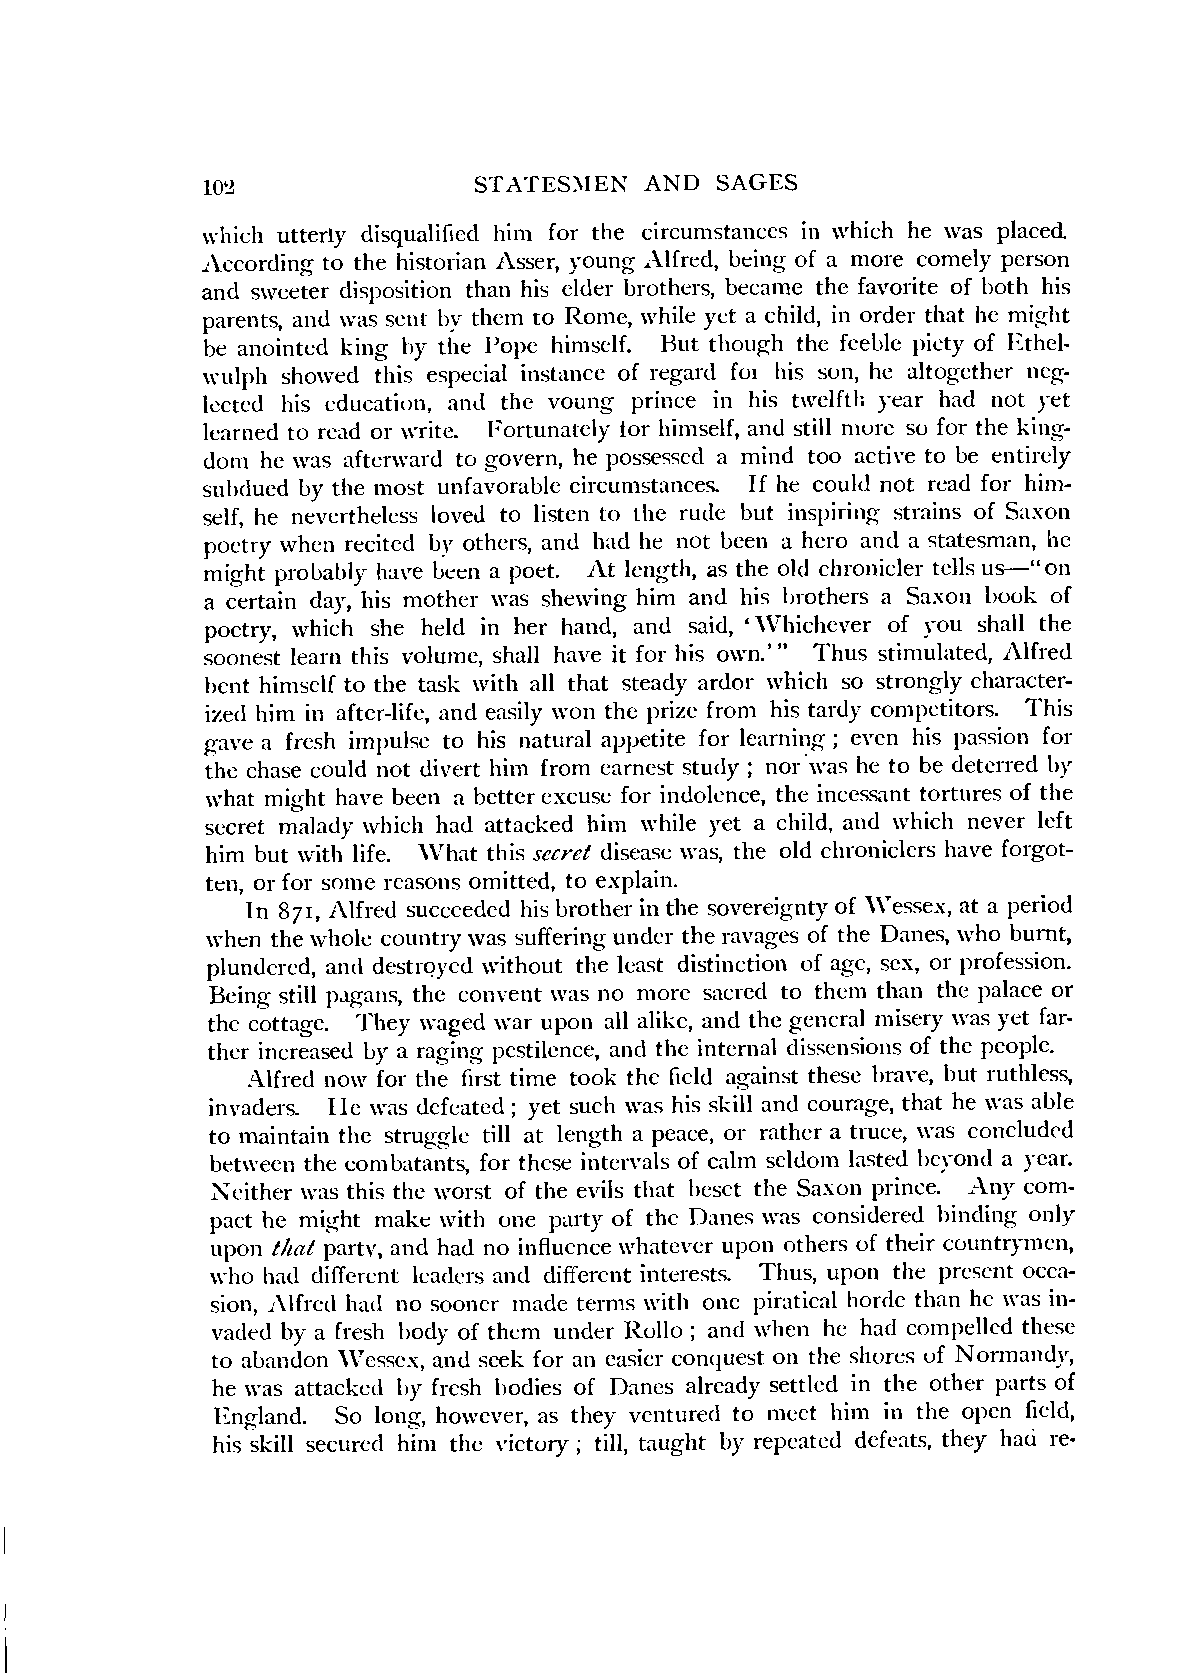 102 STATESMEN AND SAGES
which utterly disqualified him for the circumstances in which he was placed.
According to the historian Asser, young Alfred, being of a more comely person
and sweeter disposition than his elder brothers, became the favorite of both his
parents, and was sent by them to Rome, while yet a child, in order that he might
be anointed king by the Pope himself. But though the feeble piety of Ethel-
wulph showed this especial instance of regard for his son, he altogether neg-
lected his education, and the young prince in his twelfth year had not yet
learned to read or write. Fortunately for himself, and still more so for the king-
dom he was afterward to govern, he possessed a mind too active to be entirely
subdued by the most unfavorable circumstances. If he could not read for him-
self, he nevertheless loved to listen to the rude but inspiring strains of Saxon
poetry when recited by others, and had he not been a hero and a statesman, he
might probably have been a poet. At length, as the old chronicler tells us—"on
a certain day, his mother was shewing him and his brothers a Saxon book of
poetry, which she held in her hand, and said, 'Whichever of you shall the
soonest learn this volume, shall have it for his own.'" Thus stimulated, Alfred
bent himself to the task with all that steady ardor which so strongly character-
ized him in after-life, and easily won the prize from his tardy competitors. This
gave a fresh impulse to his natural appetite for learning ; even his passion for
the chase could not divert him from earnest study ; nor was he to be deterred by
what might have been a better excuse for indolence, the incessant tortures of the
secret malady which had attacked him while yet a child, and which never left
him but with life. What this secret disease was, the old chroniclers have forgot-
ten, or for some reasons omitted, to explain.
In 871, Alfred succeeded his brother in the sovereignty of Wessex, at a period
when the whole country was suffering under the ravages of the Danes, who burnt,
plundered, and destroyed without the least distinction of age, sex, or profession.
Being still pagans, the convent was no more sacred to them than the palace or
the cottage. They waged war upon all alike, and the general misery was yet far-
ther increased by a raging pestilence, and the internal dissensions of the people.
Alfred now for the first time took the field against these brave, but ruthless,
invaders. He was defeated ; yet such was his skill and courage, that he was able
to maintain the struggle till at length a peace, or rather a truce, was concluded
between the combatants, for these intervals of calm seldom lasted beyond a year.
Neither was this the worst of the evils that beset the Saxon prince. Any com-
pact he might make with one party of the Danes was considered binding only
upon that party, and had no influence whatever upon others of their countrymen,
who had different leaders and different interests. Thus, upon the present occa-
sion, Alfred had no sooner made terms with one piratical horde than he was in-
vaded by a fresh body of them under Rollo ; and when he had compelled these
to abandon Wessex, and seek for an easier conquest on the shores of Normandy,
he was attacked by fresh bodies of Danes already settled in the other parts of
England. So long, however, as they ventured to meet him in the open field,
his skill secured him the victory ; till, taught by repeated defeats, they had re-